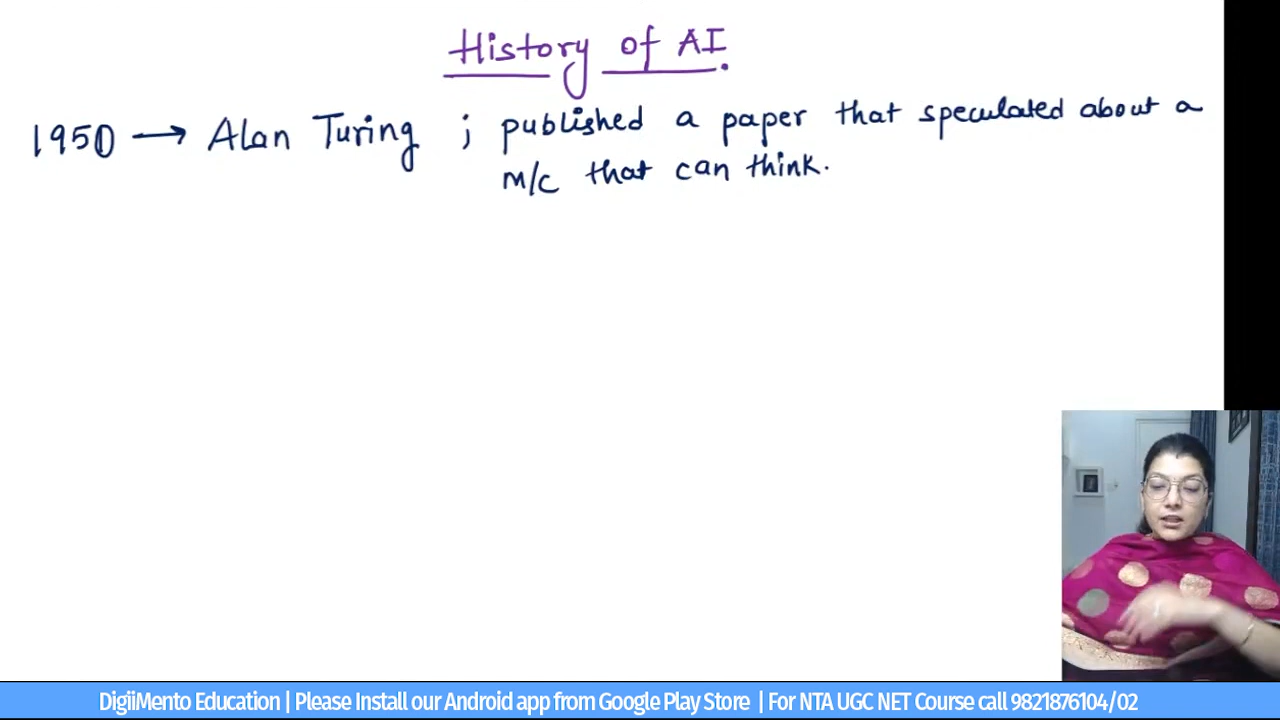 History of AI.
1950 → Alan Turing ; published a paper that speculated about a
m/c that can think.
DigiiMento Education | Please Install our Android app from Google Play Store | For NTA UGC NET Course call 9821876104/02